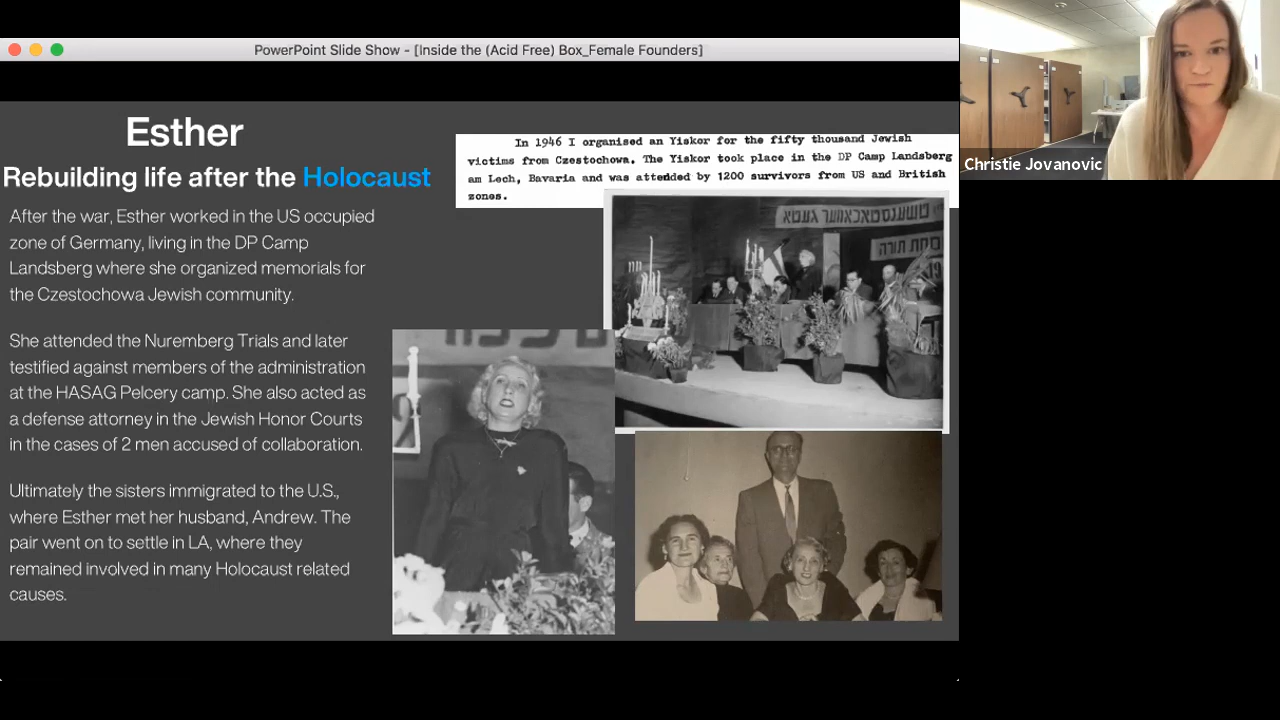 PowerPoint Slide Show - [Inside the (Acid Free) Box_Female Founders]
Esther
Rebuilding life after the Holocaust
After the war, Esther worked in the US occupied
zone of Germany, living in the DP Camp
Landsberg where she organized memorials for
the Czestochowa Jewish community.
She attended the Nuremberg Trials and later
testified against members of the administration
at the HASAG Pelcery camp. She also acted as
a defense attorney in the Jewish Honor Courts
in the cases of 2 men accused of collaboration.
Ultimately the sisters immigrated to the U.S.,
where Esther met her husband, Andrew. The
pair went on to settle in LA, where they
remained involved in many Holocaust related
causes.
In 1946 I organised an Yiskor for the fifty thousand Jewish
victims from Czestochowa. The Yiskor took place in the DP Camp Landsberg
am Lech, Bavaria and was attended by 1200 survivors from US and British
zones.
טשענסטאכאווער געטא
תורה
Christie Jovanovic